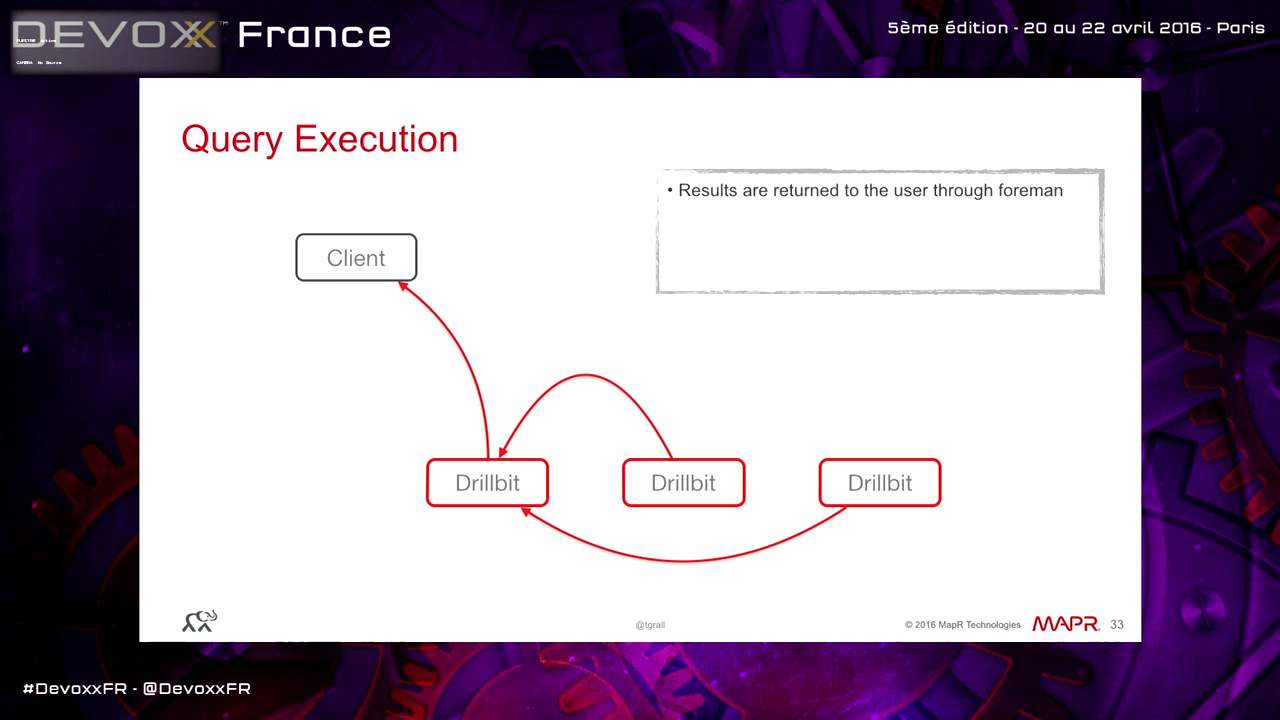 DEVOXX™ France
5ème édition - 20 au 22 avril 2016 - Paris
Query Execution
• Results are returned to the user through foreman
Client
Drillbit
Drillbit
Drillbit
@tgrall
© 2016 MapR Technologies
MAPR
33
#DevoxxFR - @DevoxxFR